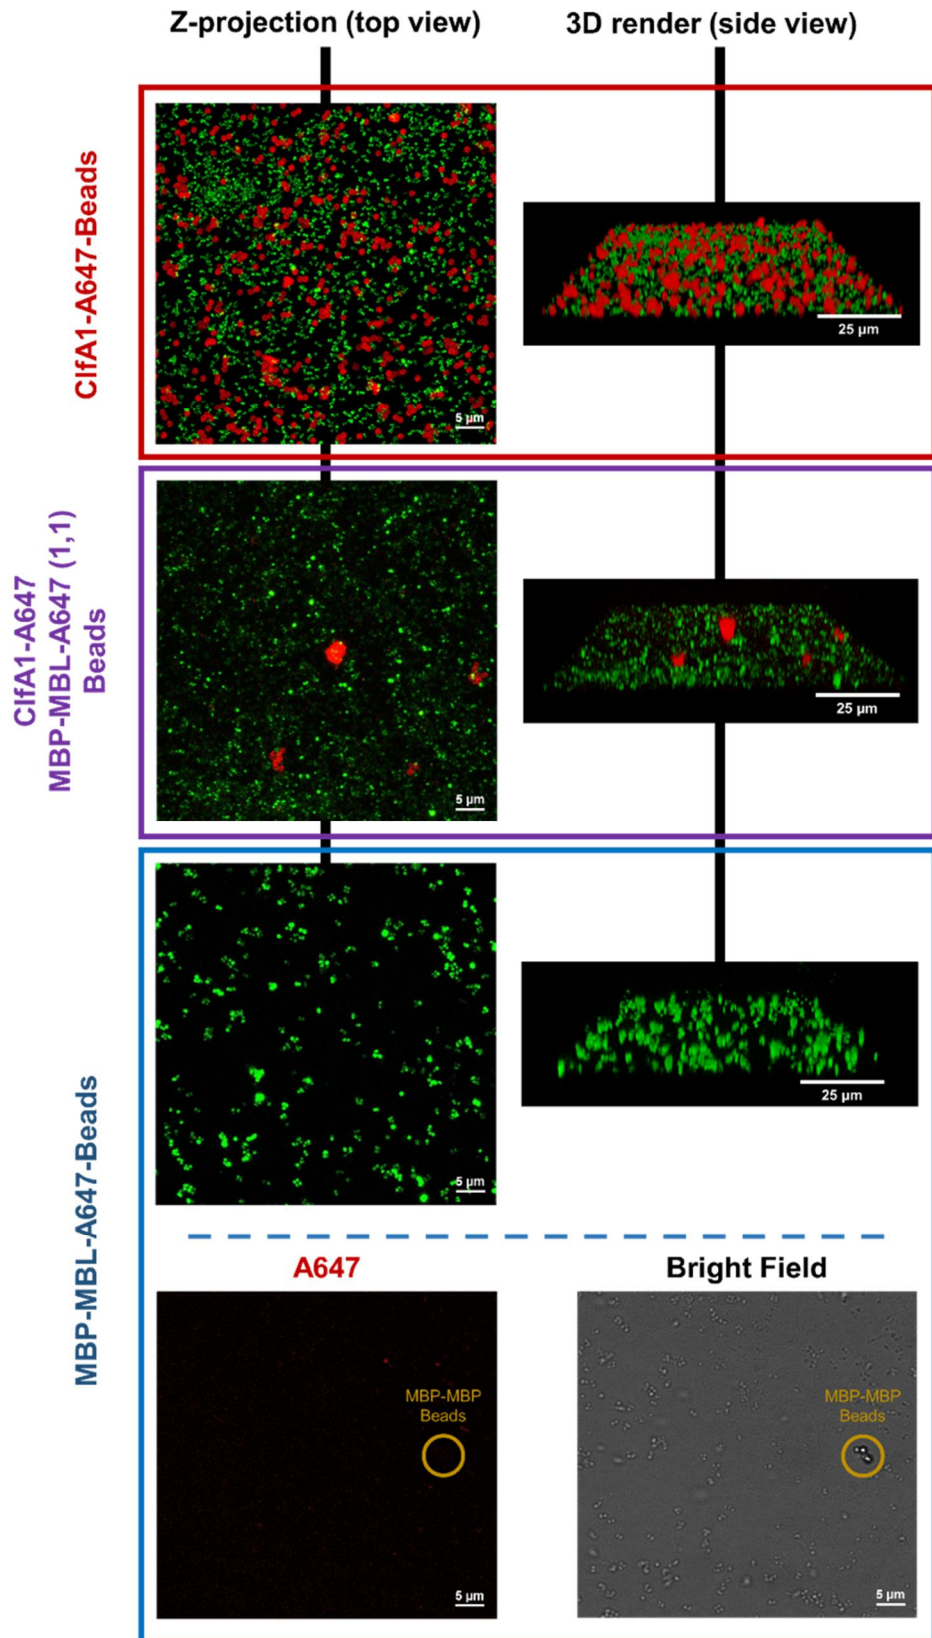 Z-projection (top view)
3D render (side view)
ClfA1-A647-Beads
5 µm
25 µm
ClfA1-A647
MBP-MBL-A647 (1,1)
Beads
5 µm
25 µm
MBP-MBL-A647-Beads
5 µm
25 µm
A647
Bright Field
MBP-MBP
Beads
5 µm
MBP-MBP
Beads
5 µm